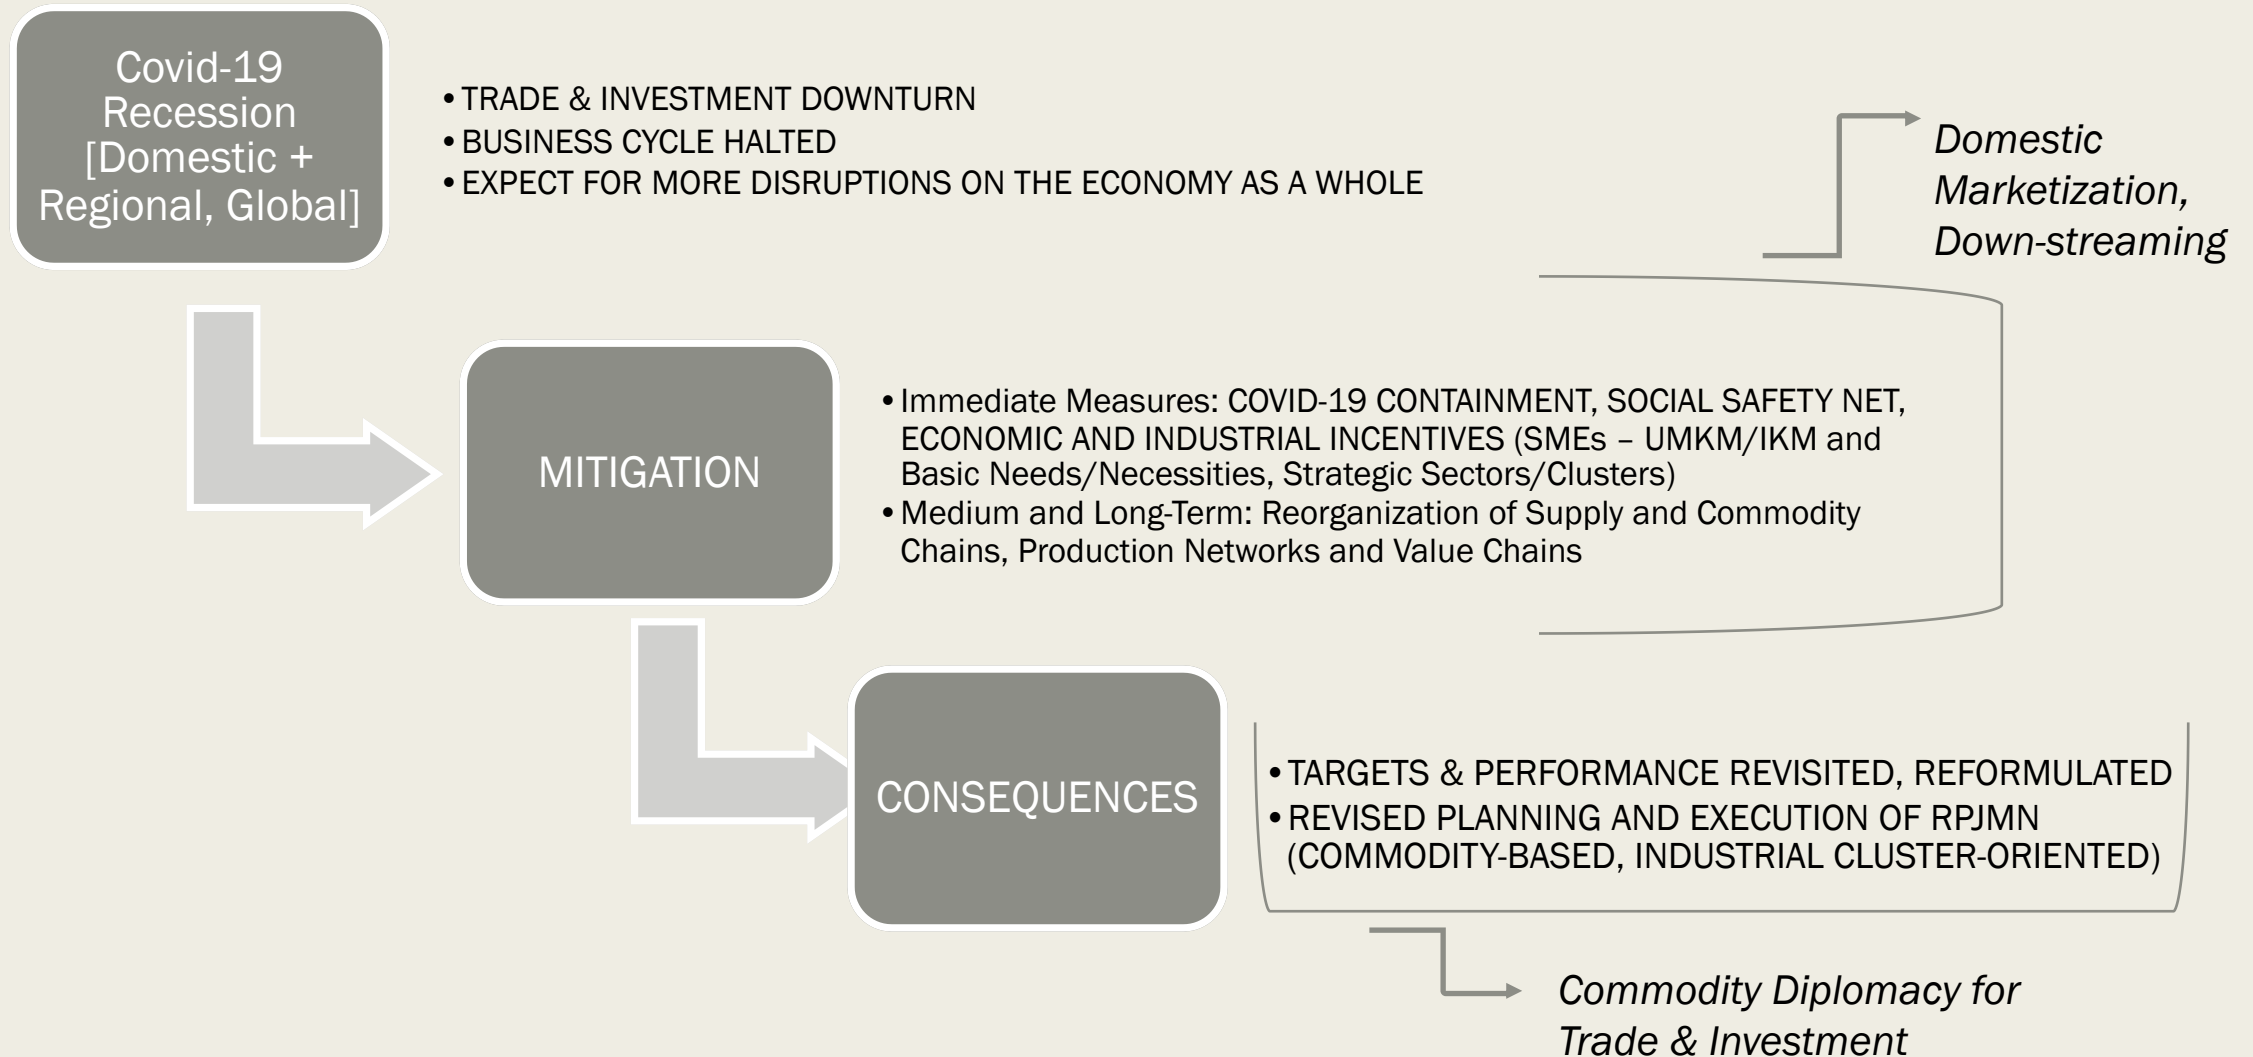 Covid-19
Recession
[Domestic +
Regional, Global]
• TRADE & INVESTMENT DOWNTURN
• BUSINESS CYCLE HALTED
• EXPECT FOR MORE DISRUPTIONS ON THE ECONOMY AS A WHOLE
Domestic
Marketization,
Down-streaming
MITIGATION
• Immediate Measures: COVID-19 CONTAINMENT, SOCIAL SAFETY NET,
ECONOMIC AND INDUSTRIAL INCENTIVES (SMEs – UMKM/IKM and
Basic Needs/Necessities, Strategic Sectors/Clusters)
• Medium and Long-Term: Reorganization of Supply and Commodity
Chains, Production Networks and Value Chains
CONSEQUENCES
• TARGETS & PERFORMANCE REVISITED, REFORMULATED
• REVISED PLANNING AND EXECUTION OF RPJMN
(COMMODITY-BASED, INDUSTRIAL CLUSTER-ORIENTED)
Commodity Diplomacy for
Trade & Investment